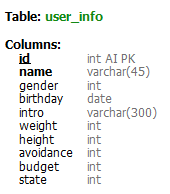 Table: user_info
Columns:
id int AI PK
name varchar(45)
gender int
birthday date
intro varchar(300)
weight int
height int
avoidance int
budget int
state int